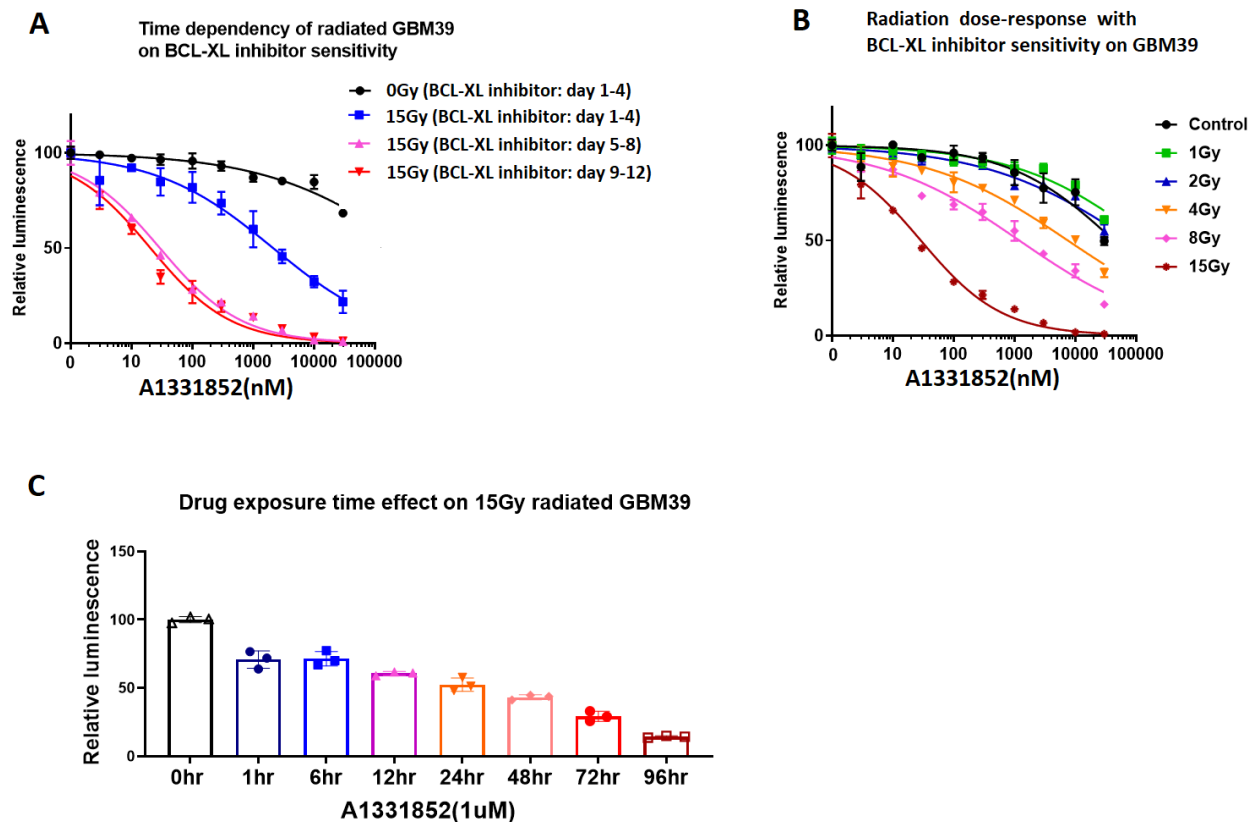 A
Time dependency of radiated GBM39
on BCL-XL inhibitor sensitivity
0Gy (BCL-XL inhibitor: day 1-4)
15Gy (BCL-XL inhibitor: day 1-4)
15Gy (BCL-XL inhibitor: day 5-8)
15Gy (BCL-XL inhibitor: day 9-12)
Relative luminescence
100
50
0
0 10 100 1000 10000 100000
A1331852(nM)
B
Radiation dose-response with
BCL-XL inhibitor sensitivity on GBM39
Control
1Gy
2Gy
4Gy
8Gy
15Gy
Relative luminescence
100
50
0
0 10 100 1000 10000 100000
A1331852(nM)
C
Drug exposure time effect on 15Gy radiated GBM39
Relative luminescence
150
100
50
0
0hr 1hr 6hr 12hr 24hr 48hr 72hr 96hr
A1331852(1uM)